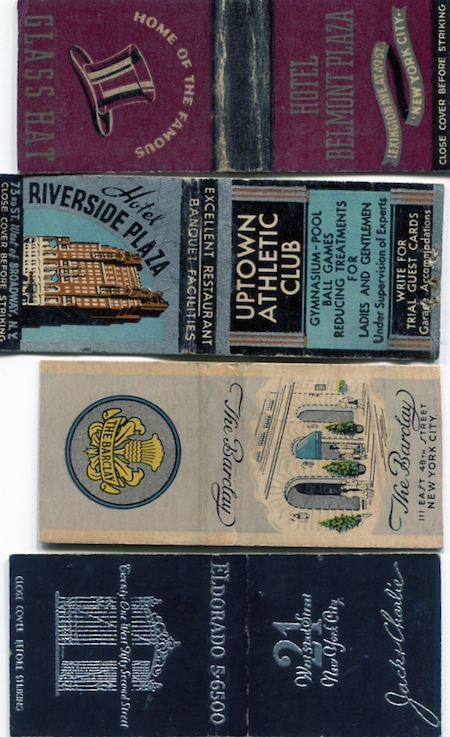 HOME OF THE FAMOUS
GLASS HAT
HOTEL
BELMONT PLAZA
LEXINGTON AVE. AT 49ST.
NEW YORK CITY
CLOSE COVER BEFORE STRIKING
Hotel
RIVERSIDE PLAZA
73RD ST. West of BROADWAY, N.Y.
CLOSE COVER BEFORE STRIKING
EXCELLENT RESTAURANT
BANQUET FACILITIES
UPTOWN
ATHLETIC
CLUB
GYMNASIUM-POOL
BALL GAMES
REDUCING TREATMENTS
FOR
LADIES AND GENTLEMEN
Under Supervision of Experts
WRITE FOR
TRIAL GUEST CARDS
Garage Accommodations
THE BARCLAY
The Barclay
The Barclay
111 EAST 48TH STREET
NEW YORK CITY
Twenty One West Fifty Second Street
CLOSE COVER BEFORE STRIKING
ELDORADO 5-6500
21
West 52nd Street
New York City
Jack & Charlie